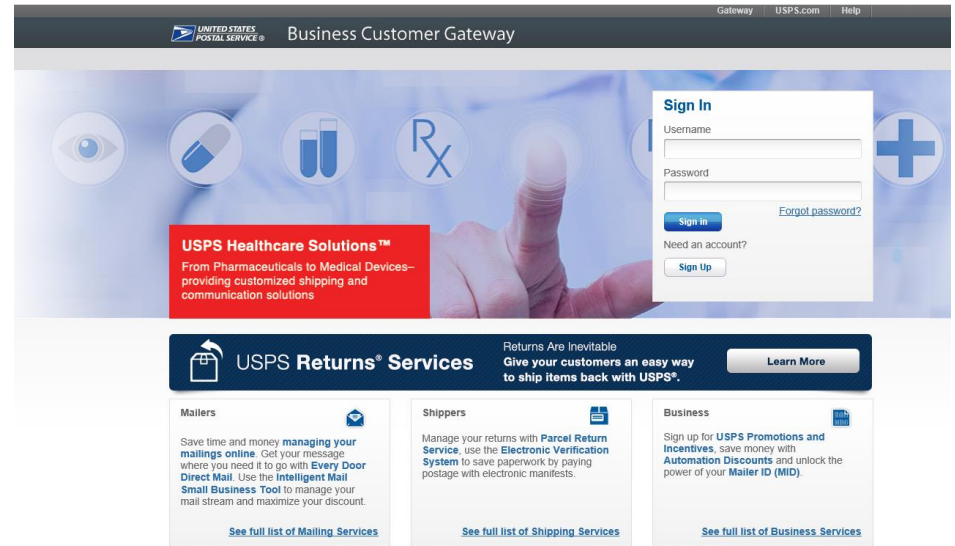 Gateway USPS.com Help
UNITED STATES
POSTAL SERVICE ®
Business Customer Gateway
Rx
Sign In
Username
Password
Forgot password?
Sign in
Need an account?
Sign Up
USPS Healthcare Solutions™
From Pharmaceuticals to Medical Devices–
providing customized shipping and
communication solutions
USPS Returns® Services
Returns Are Inevitable
Give your customers an easy way
to ship items back with USPS®.
Learn More
Mailers
Save time and money managing your
mailings online. Get your message
where you need it to go with Every Door
Direct Mail. Use the Intelligent Mail
Small Business Tool to manage your
mail stream and maximize your discount.
See full list of Mailing Services
Shippers
Manage your returns with Parcel Return
Service, use the Electronic Verification
System to save paperwork by paying
postage with electronic manifests.
See full list of Shipping Services
Business
Sign up for USPS Promotions and
Incentives, save money with
Automation Discounts and unlock the
power of your Mailer ID (MID).
See full list of Business Services